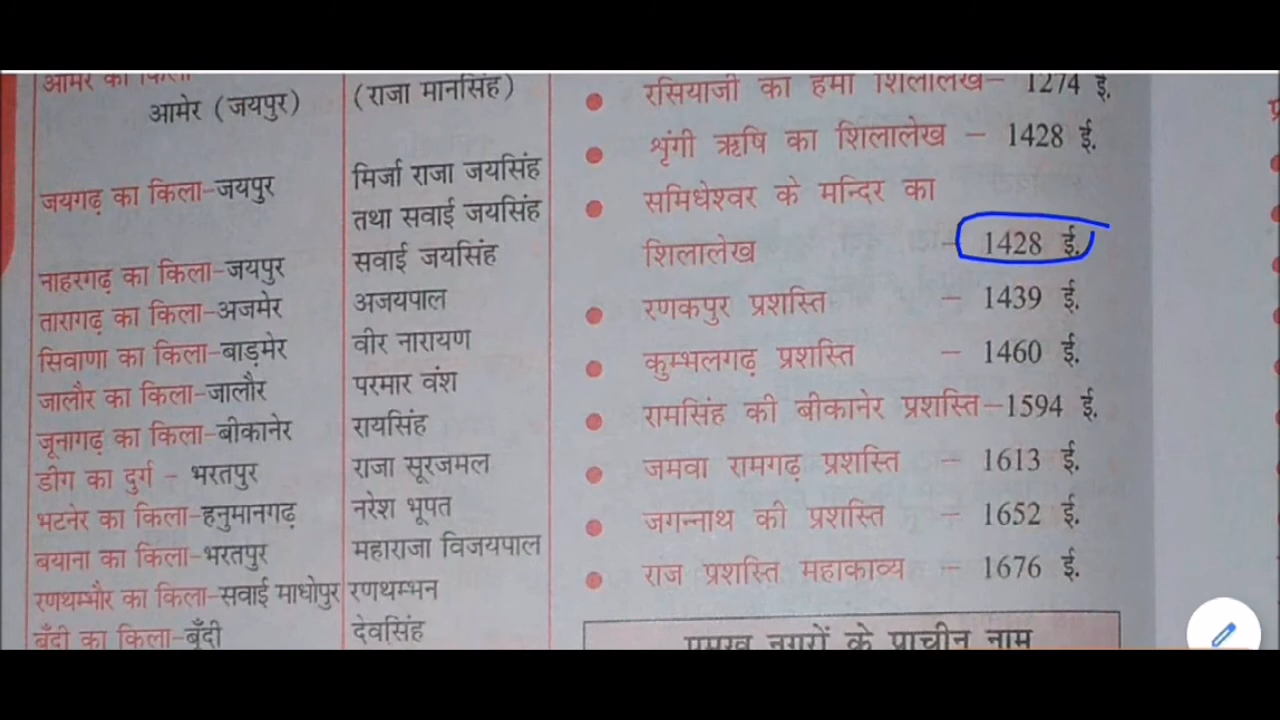 आमेर का किला
आमेर (जयपुर)
(राजा मानसिंह)
जयगढ़ का किला-जयपुर
मिर्जा राजा जयसिंह
तथा सवाई जयसिंह
नाहरगढ़ का किला-जयपुर
सवाई जयसिंह
तारागढ़ का किला-अजमेर
अजयपाल
सिवाणा का किला-बाड़मेर
वीर नारायण
जालौर का किला-जालौर
परमार वंश
जूनागढ़ का किला-बीकानेर
रायसिंह
डीग का दुर्ग - भरतपुर
राजा सूरजमल
भटनेर का किला-हनुमानगढ़
नरेश भूपत
बयाना का किला-भरतपुर
महाराजा विजयपाल
रणथम्भौर का किला-सवाई माधोपुर
रणथम्भन
बूँदी का किला-बूँदी
देवसिंह
रसियाजी का हमा शिलालेख- 1274 ई.
श्रृंगी ऋषि का शिलालेख - 1428 ई.
समिधेश्वर के मन्दिर का
शिलालेख - 1428 ई.
रणकपुर प्रशस्ति - 1439 ई.
कुम्भलगढ़ प्रशस्ति - 1460 ई.
रामसिंह की बीकानेर प्रशस्ति-1594 ई.
जमवा रामगढ़ प्रशस्ति - 1613 ई.
जगन्नाथ की प्रशस्ति - 1652 ई.
राज प्रशस्ति महाकाव्य - 1676 ई.
प्रमुख नगरों के प्राचीन नाम